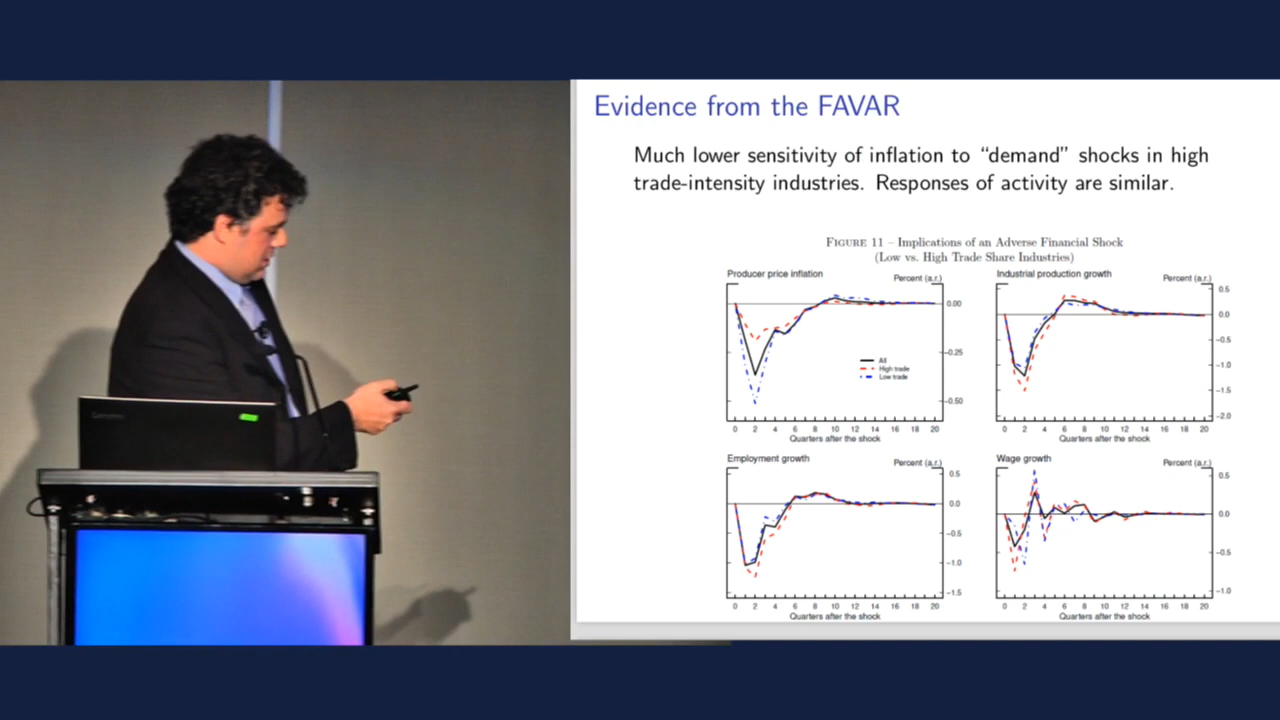 Evidence from the FAVAR
Much lower sensitivity of inflation to “demand” shocks in high
trade-intensity industries. Responses of activity are similar.
FIGURE 11 – Implications of an Adverse Financial Shock
(Low vs. High Trade Share Industries)
Producer price inflation Percent (a.r.)
0.00
-0.25
-0.50
All
High trade
Low trade
0 2 4 6 8 10 12 14 16 18 20
Quarters after the shock
Industrial production growth Percent (a.r.)
0.5
0.0
-0.5
-1.0
-1.5
-2.0
0 2 4 6 8 10 12 14 16 18 20
Quarters after the shock
Employment growth Percent (a.r.)
0.5
0.0
-0.5
-1.0
-1.5
0 2 4 6 8 10 12 14 16 18 20
Quarters after the shock
Wage growth Percent (a.r.)
0.5
0.0
-0.5
-1.0
0 2 4 6 8 10 12 14 16 18 20
Quarters after the shock